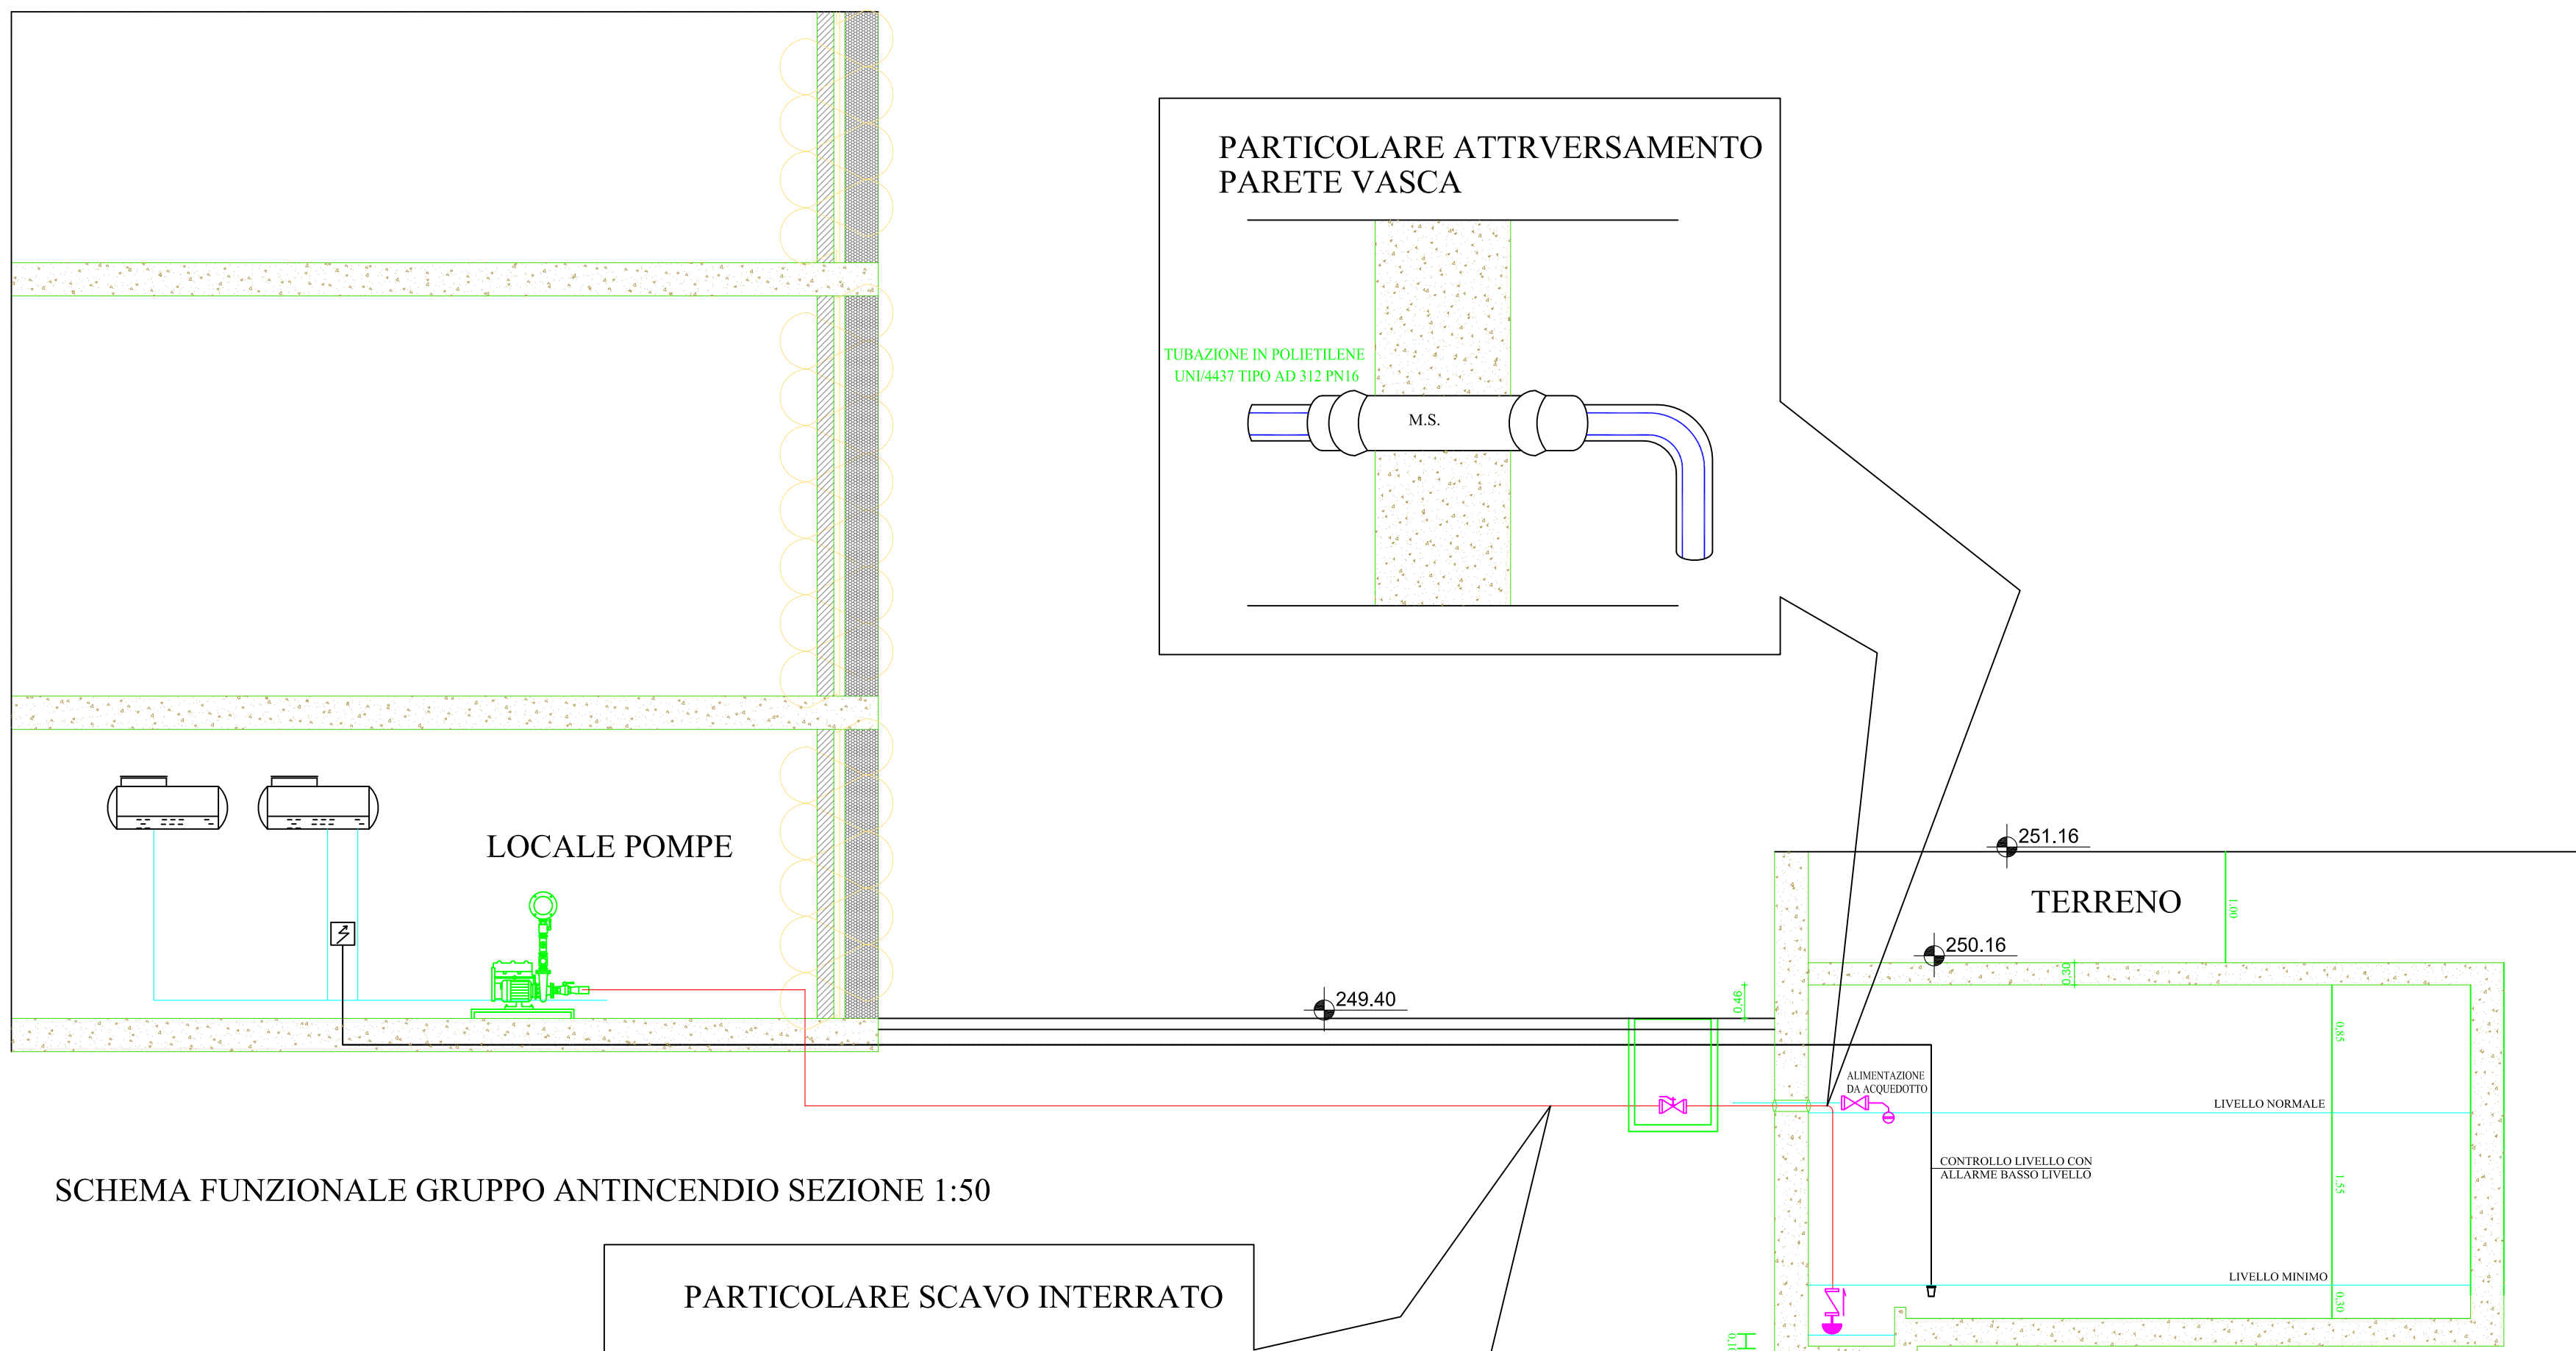 PARTICOLARE ATTRVERSAMENTO
PARETE VASCA
TUBAZIONE IN POLIETILENE
UNI/4437 TIPO AD 312 PN16
M.S.
LOCALE POMPE
251.16
TERRENO
1.00
250.16
0,30
249.40
0,46
0.85
ALIMENTAZIONE
DA ACQUEDOTTO
LIVELLO NORMALE
CONTROLLO LIVELLO CON
ALLARME BASSO LIVELLO
1.55
SCHEMA FUNZIONALE GRUPPO ANTINCENDIO SEZIONE 1:50
LIVELLO MINIMO
0.30
PARTICOLARE SCAVO INTERRATO